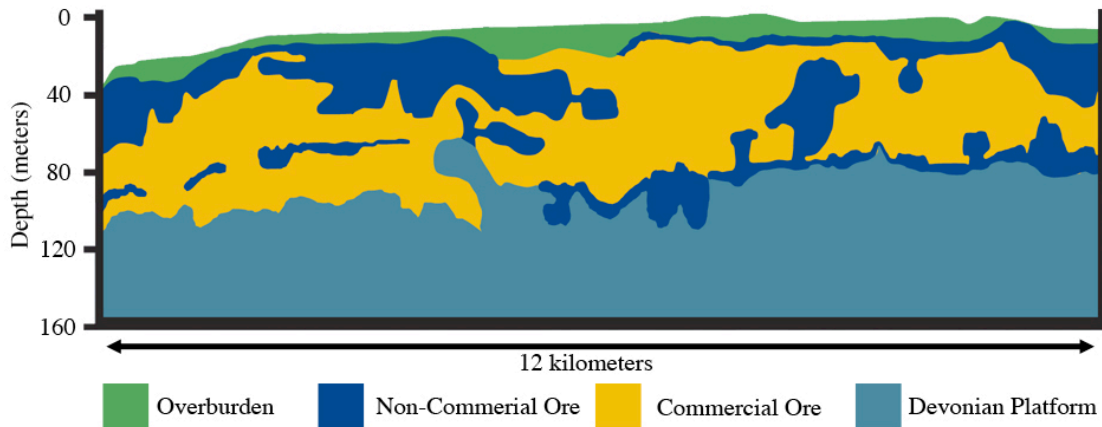 0
40
80
120
160
Depth (meters)
12 kilometers
Overburden
Non-Commerial Ore
Commercial Ore
Devonian Platform